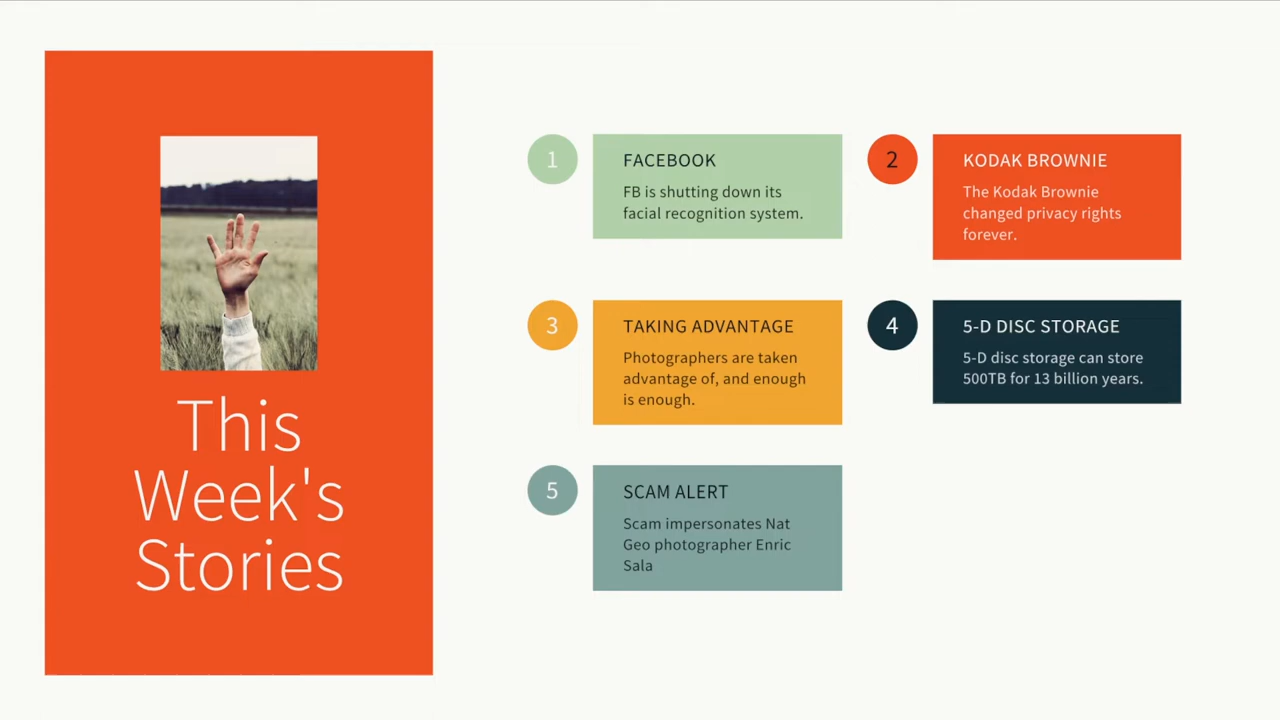 This
Week's
Stories
1
FACEBOOK
FB is shutting down its
facial recognition system.
2
KODAK BROWNIE
The Kodak Brownie
changed privacy rights
forever.
3
TAKING ADVANTAGE
Photographers are taken
advantage of, and enough
is enough.
4
5-D DISC STORAGE
5-D disc storage can store
500TB for 13 billion years.
5
SCAM ALERT
Scam impersonates Nat
Geo photographer Enric
Sala